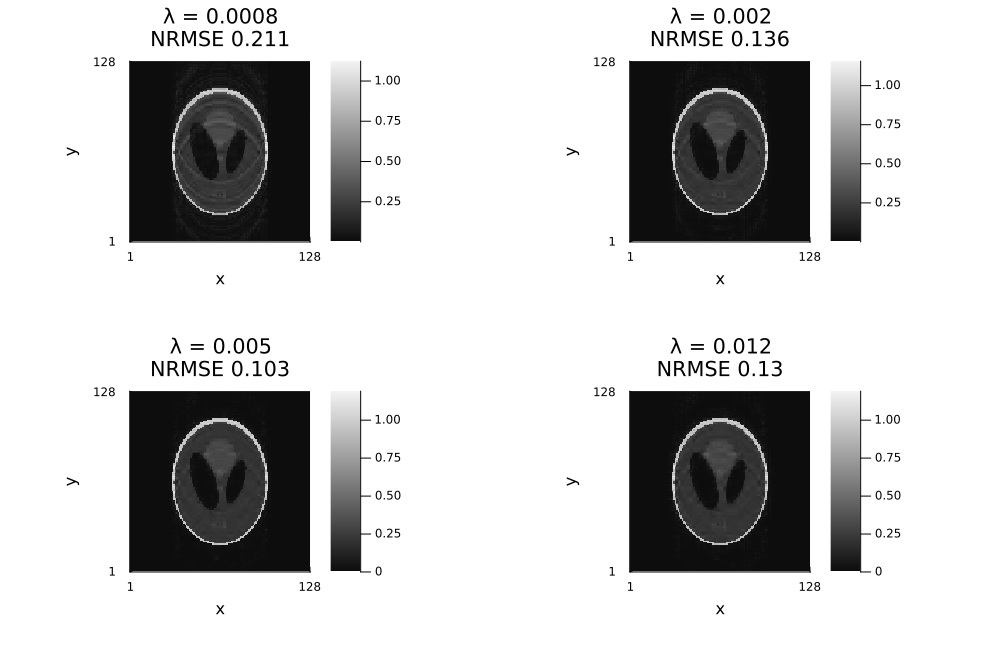 λ = 0.0008
NRMSE 0.211
128
1
y
1
128
x
1.00
0.75
0.50
0.25
λ = 0.002
NRMSE 0.136
128
1
y
1
128
x
1.00
0.75
0.50
0.25
λ = 0.005
NRMSE 0.103
128
1
y
1
128
x
1.00
0.75
0.50
0.25
0
λ = 0.012
NRMSE 0.13
128
1
y
1
128
x
1.00
0.75
0.50
0.25
0